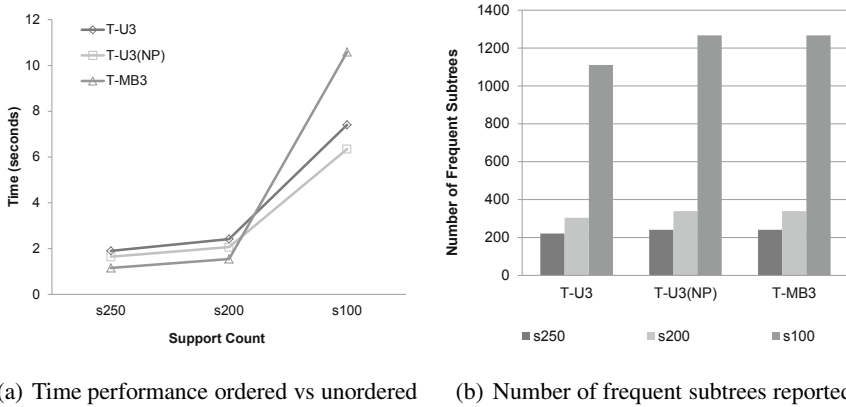 12
10
8
6
4
2
0
Time (seconds)
T-U3
T-U3(NP)
T-MB3
s250 s200 s100
Support Count
1400
1200
1000
800
600
400
200
0
Number of Frequent Subtrees
T-U3 T-U3(NP) T-MB3
s250 s200 s100
a) Time performance ordered vs unordered
(b) Number of frequent subtrees reported